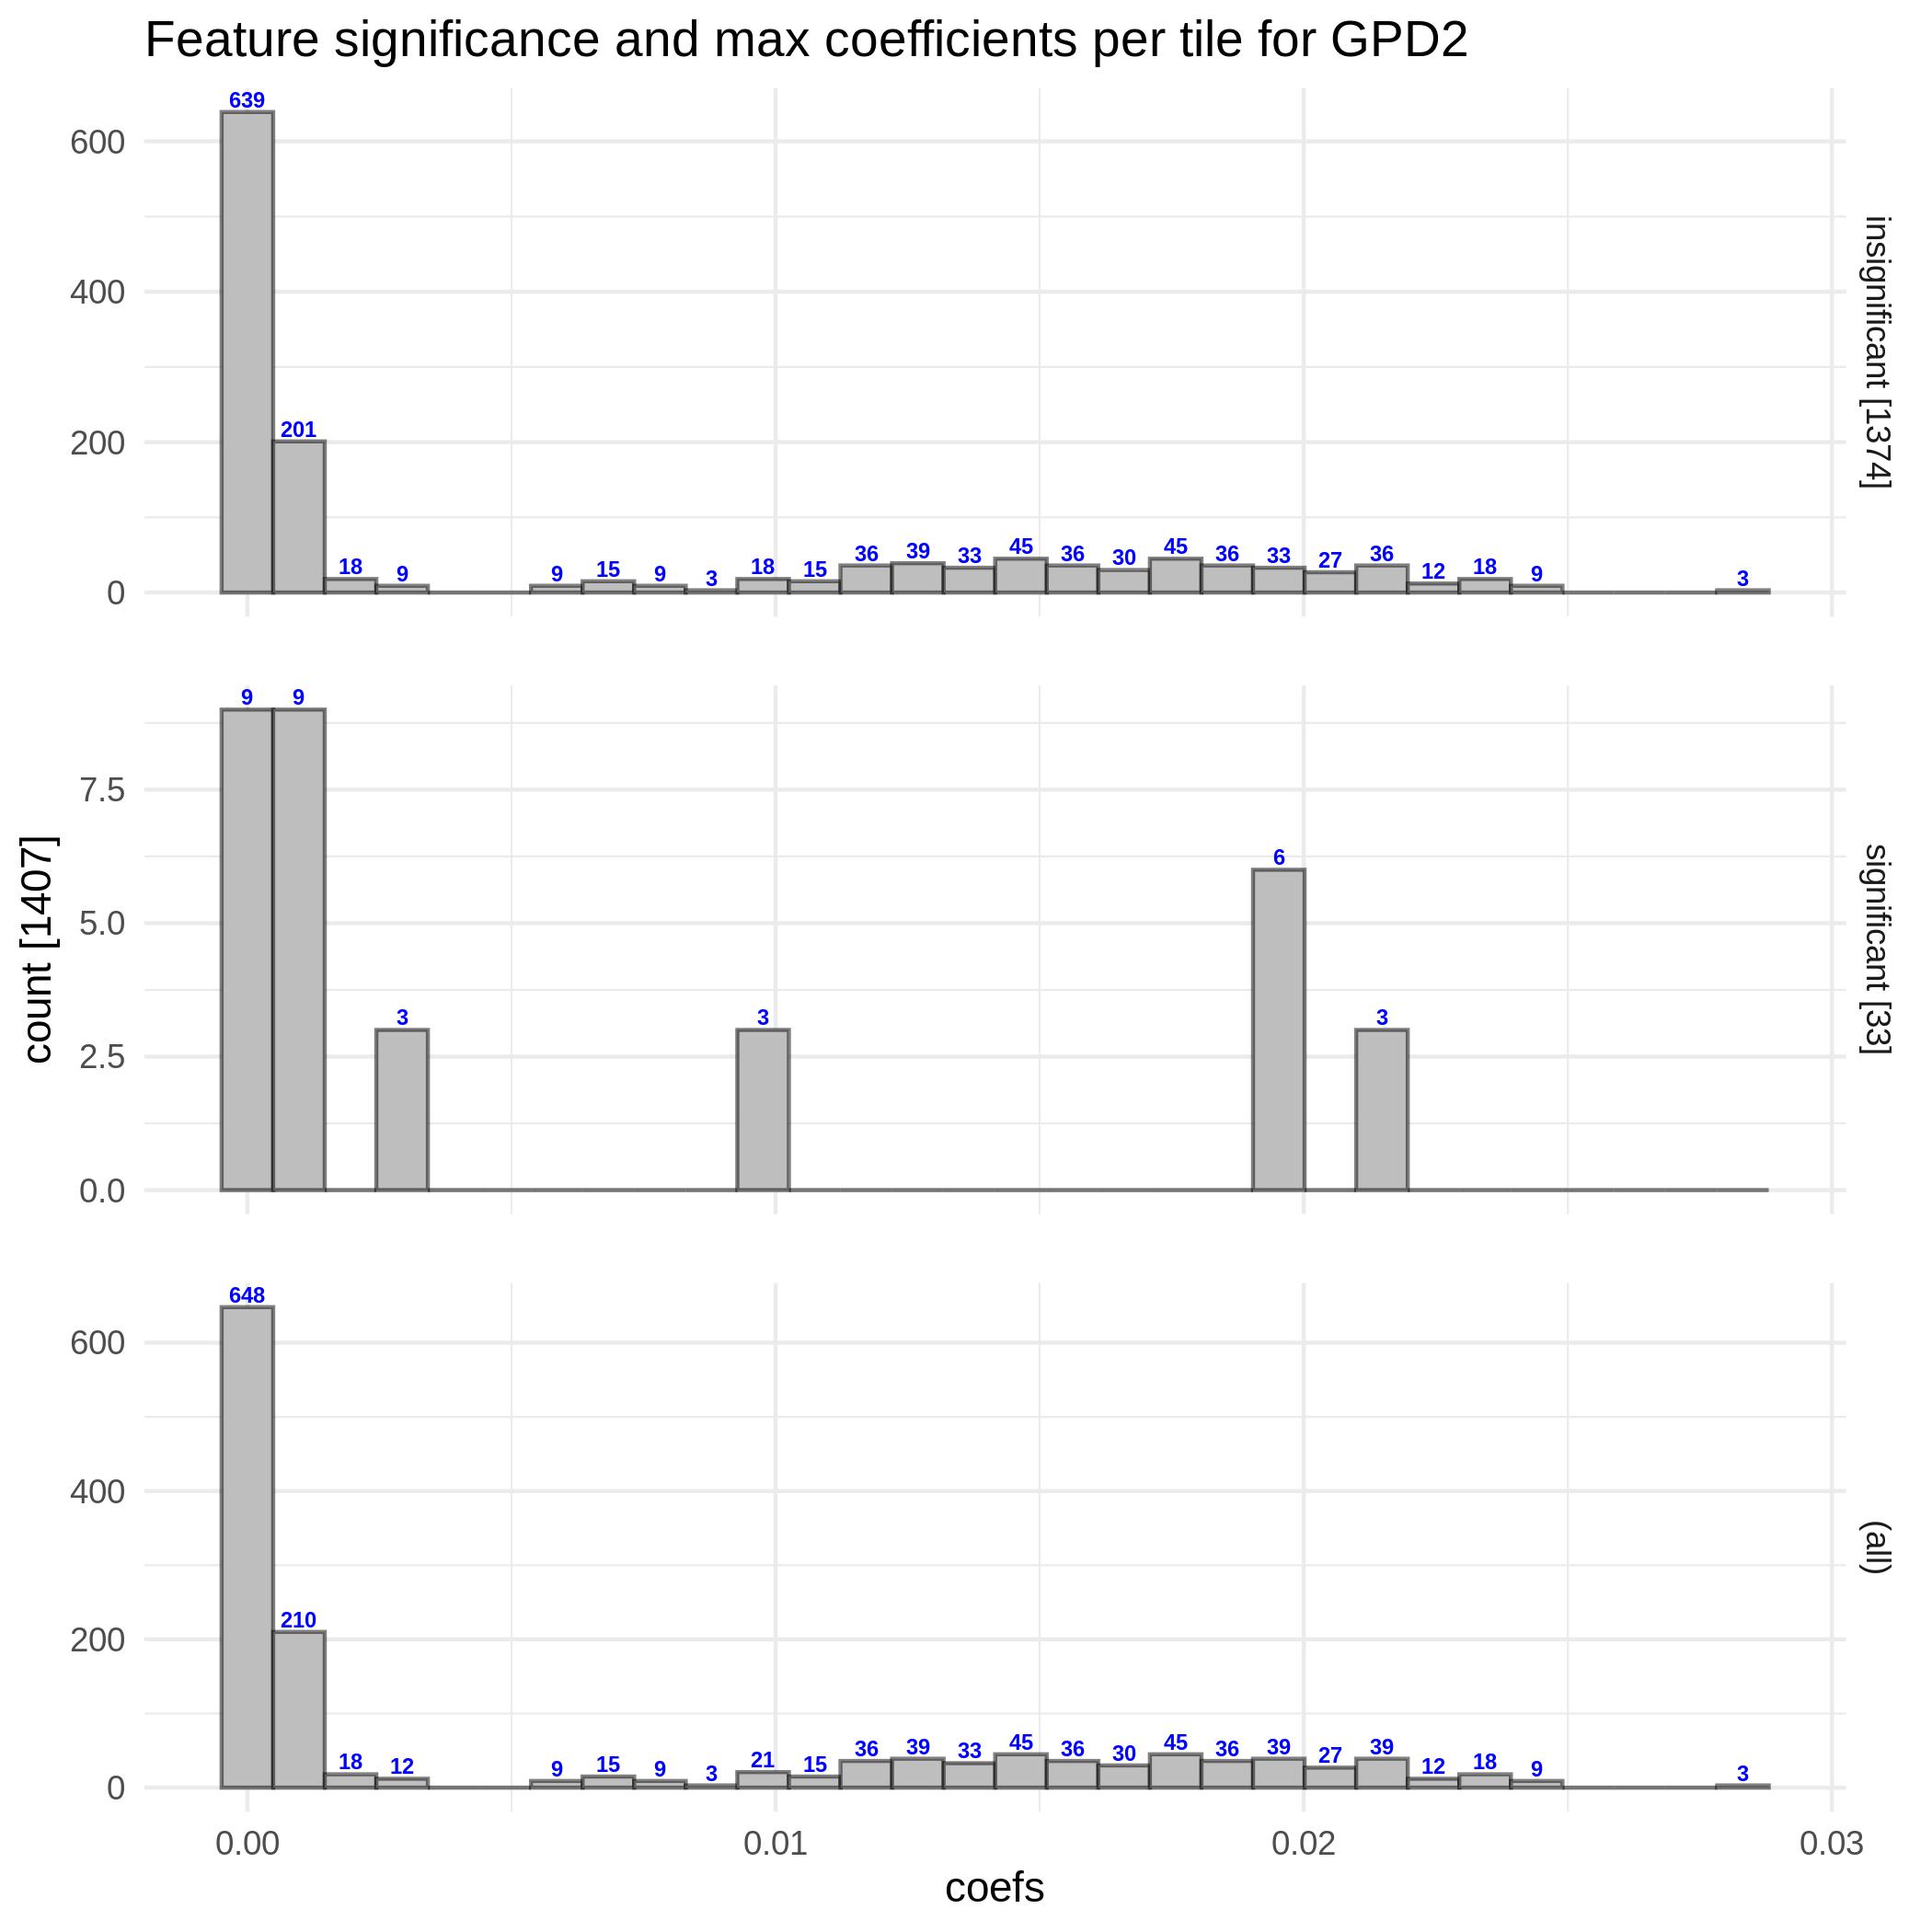 Feature significance and max coefficients per tile for GPD2
639
600
400
201
200
18 9 9 15 9 3 18 15 36 39 33 45 36 30 45 36 33 27 36 12 18 9 3
0
insignificant [1374]
9 9
7.5
6
5.0
3 3 3
2.5
0.0
significant [33]
count [1407]
648
600
400
210
200
18 12 9 15 9 3 21 15 36 39 33 45 36 30 45 36 39 27 39 12 18 9 3
0
(all)
0.00 0.01 0.02 0.03
coefs